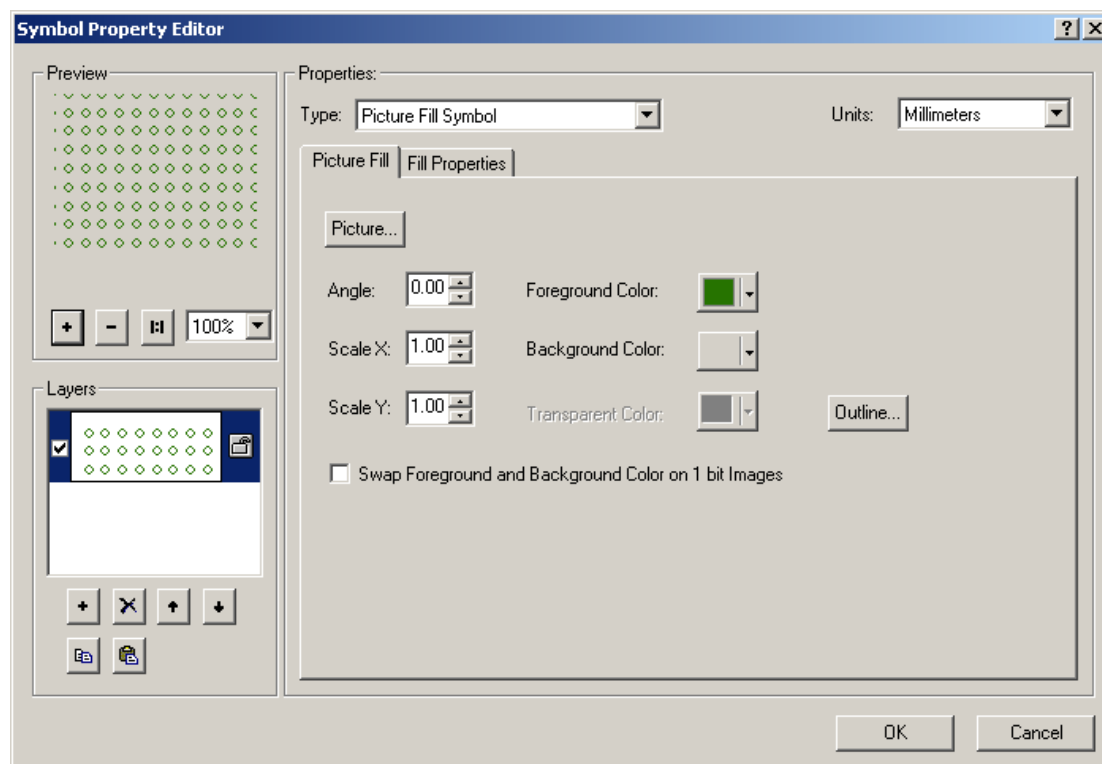 Symbol Property Editor
Preview
100%
Layers
Properties:
Type: Picture Fill Symbol Units: Millimeters
Picture Fill Fill Properties
Picture...
Angle: 0.00 Foreground Color:
Scale X: 1.00 Background Color:
Scale Y: 1.00 Transparent Color: Outline...
Swap Foreground and Background Color on 1 bit Images
OK Cancel